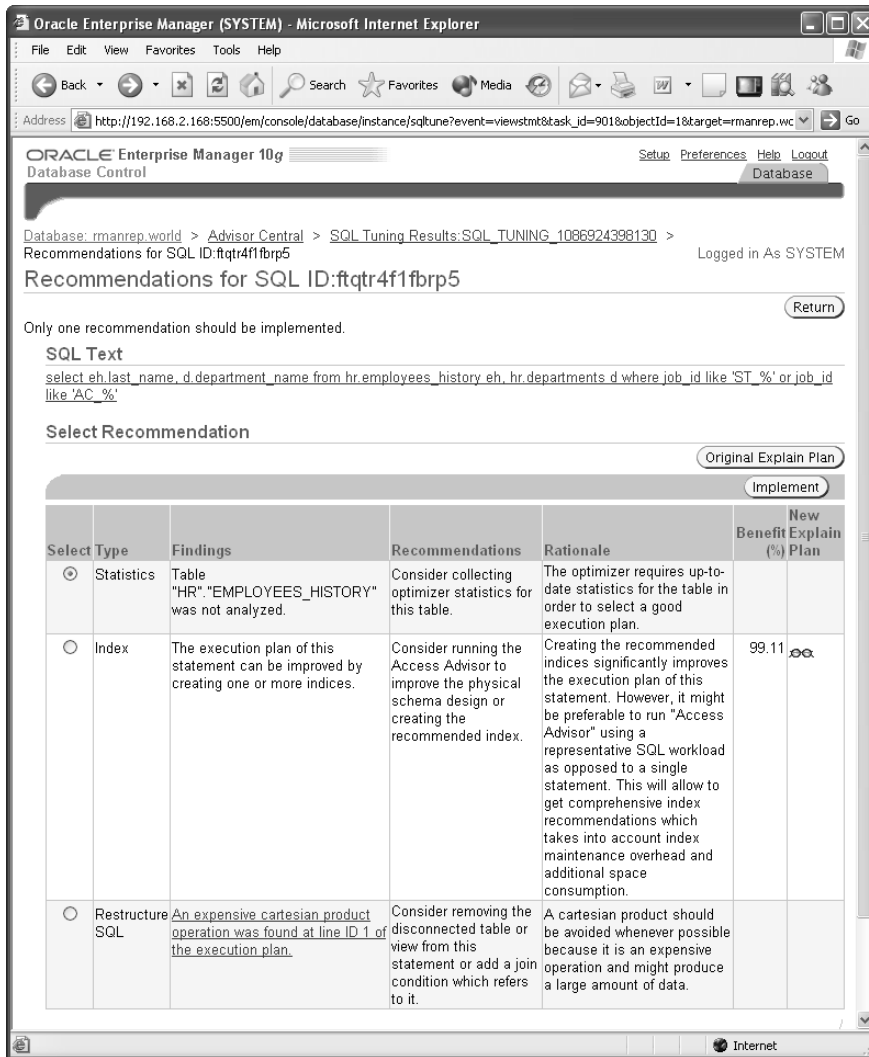 Oracle Enterprise Manager (SYSTEM) - Microsoft Internet Explorer
File Edit View Favorites Tools Help
Back Search Favorites Media
Address http://192.168.2.168:5500/em/console/database/instance/sqltune?event=viewstmt&task_id=901&objectId=1&target=rmanrep.wc Go
ORACLE Enterprise Manager 10g
Database Control
Setup Preferences Help Logout
Database
Database: rmanrep.world > Advisor Central > SQL Tuning Results:SQL_TUNING_1086924398130 >
Recommendations for SQL ID:ftqtr4f1fbrp5
Logged in As SYSTEM
Recommendations for SQL ID:ftqtr4f1fbrp5
Return
Only one recommendation should be implemented.
SQL Text
select eh.last_name, d.department_name from hr.employees_history eh, hr.departments d where job_id like 'ST_%' or job_id
like 'AC_%'
Select Recommendation
Original Explain Plan
Implement
Select Type Findings Recommendations Rationale Benefit (%) New Explain Plan
Statistics
Table
"HR"."EMPLOYEES_HISTORY"
was not analyzed.
Consider collecting
optimizer statistics for
this table.
The optimizer requires up-to-
date statistics for the table in
order to select a good
execution plan.
Index
The execution plan of this
statement can be improved by
creating one or more indices.
Consider running the
Access Advisor to
improve the physical
schema design or
creating the
recommended index.
Creating the recommended
indices significantly improves
the execution plan of this
statement. However, it might
be preferable to run "Access
Advisor" using a
representative SQL workload
as opposed to a single
statement. This will allow to
get comprehensive index
recommendations which
takes into account index
maintenance overhead and
additional space
consumption.
99.11
Restructure
SQL
An expensive cartesian product
operation was found at line ID 1 of
the execution plan.
Consider removing the
disconnected table or
view from this
statement or add a join
condition which refers
to it.
A cartesian product should
be avoided whenever possible
because it is an expensive
operation and might produce
a large amount of data.
Internet